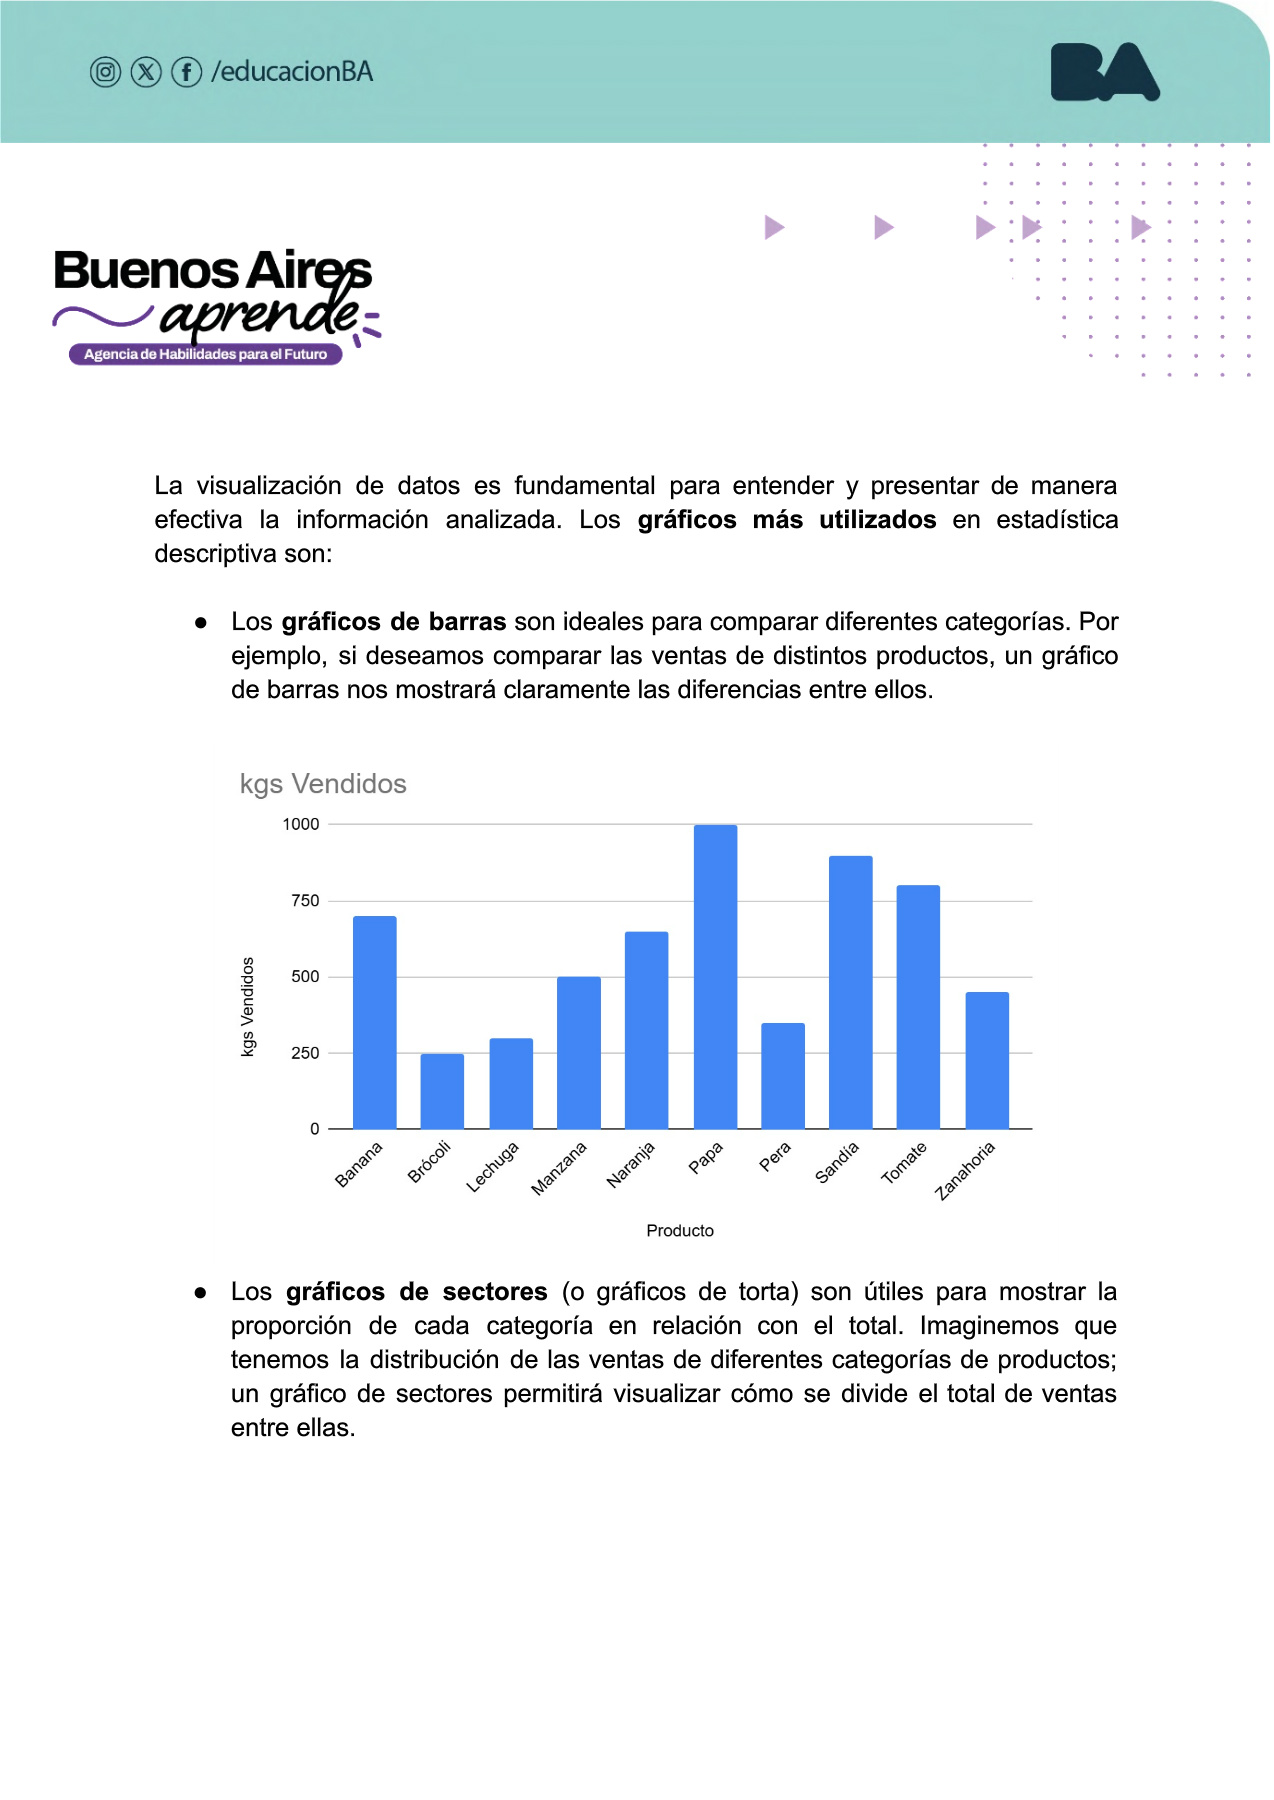 /educacionBA
BA
Buenos Aires
aprende
Agencia de Habilidades para el Futuro
La visualización de datos es fundamental para entender y presentar de manera
efectiva la información analizada. Los gráficos más utilizados en estadística
descriptiva son:
● Los gráficos de barras son ideales para comparar diferentes categorías. Por
ejemplo, si deseamos comparar las ventas de distintos productos, un gráfico
de barras nos mostrará claramente las diferencias entre ellos.
kgs Vendidos
1000
750
500
250
0
kgs Vendidos
Banana
Brócoli
Lechuga
Manzana
Naranja
Papa
Pera
Sandía
Tomate
Zanahoria
Producto
● Los gráficos de sectores (o gráficos de torta) son útiles para mostrar la
proporción de cada categoría en relación con el total. Imaginemos que
tenemos la distribución de las ventas de diferentes categorías de productos;
un gráfico de sectores permitirá visualizar cómo se divide el total de ventas
entre ellas.